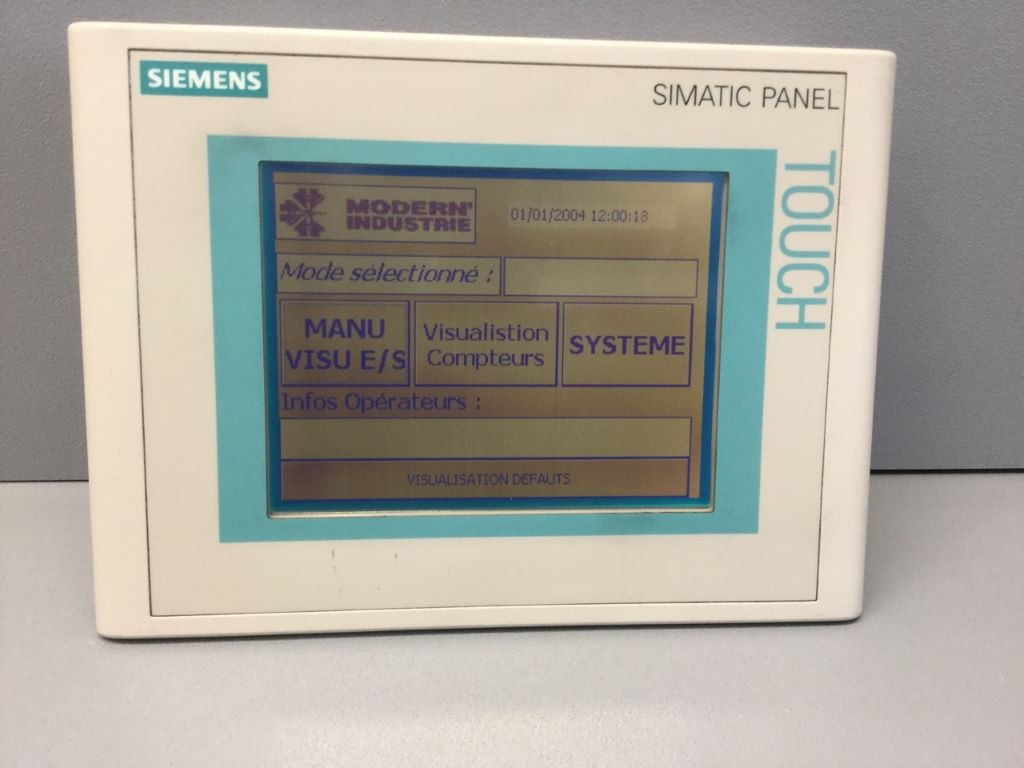 SIEMENS
SIMATIC PANEL
TOUCH
MODERN'
INDUSTRIE
01/01/2004 12:00:18
Mode sélectionné :
MANU
VISU E/S
Visualistion
Compteurs
SYSTEME
Infos Opérateurs :
VISUALISATION DEFAUTS